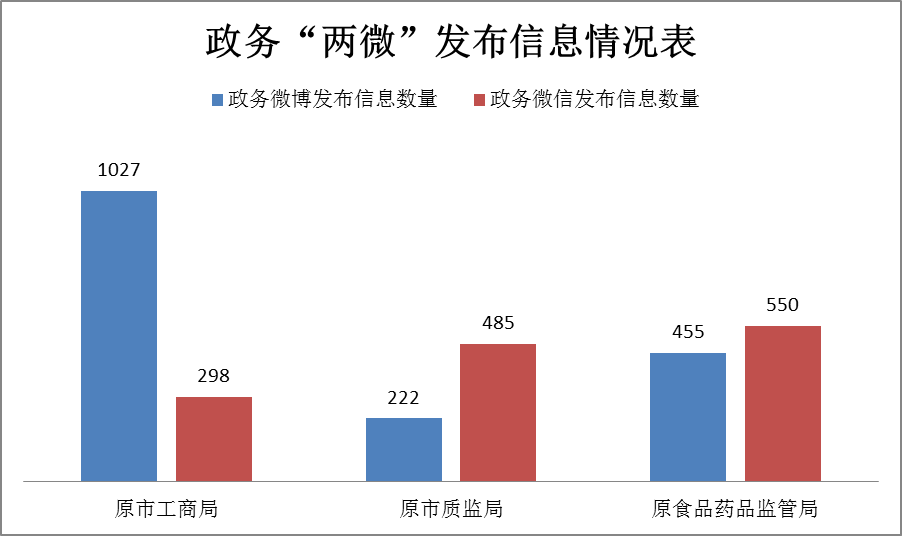 政务“两微”发布信息情况表
政务微博发布信息数量 政务微信发布信息数量
1027
298
222
485
455
550
原市工商局 原市质监局 原食品药品监管局